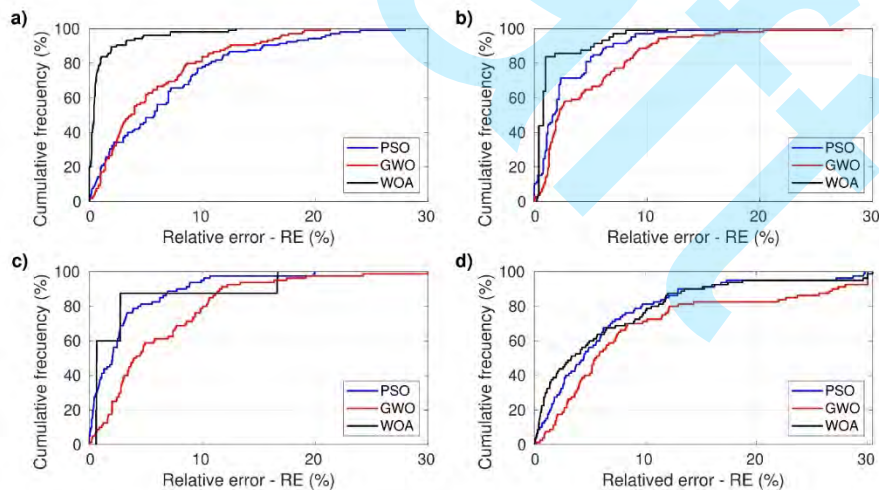 a)
100
80
60
40
20
0
Cumulative frecuency (%)
PSO
GWO
WOA
0 10 20 30
Relative error - RE (%)
b)
100
80
60
40
20
0
Cumulative frecuency (%)
PSO
GWO
WOA
0 10 20 30
Relative error - RE (%)
c)
100
80
60
40
20
0
Cumulative frecuency (%)
PSO
GWO
WOA
0 10 20 30
Relative error - RE (%)
d)
100
80
60
40
20
0
Cumulative frecuency (%)
PSO
GWO
WOA
0 10 20 30
Relatived error - RE (%)